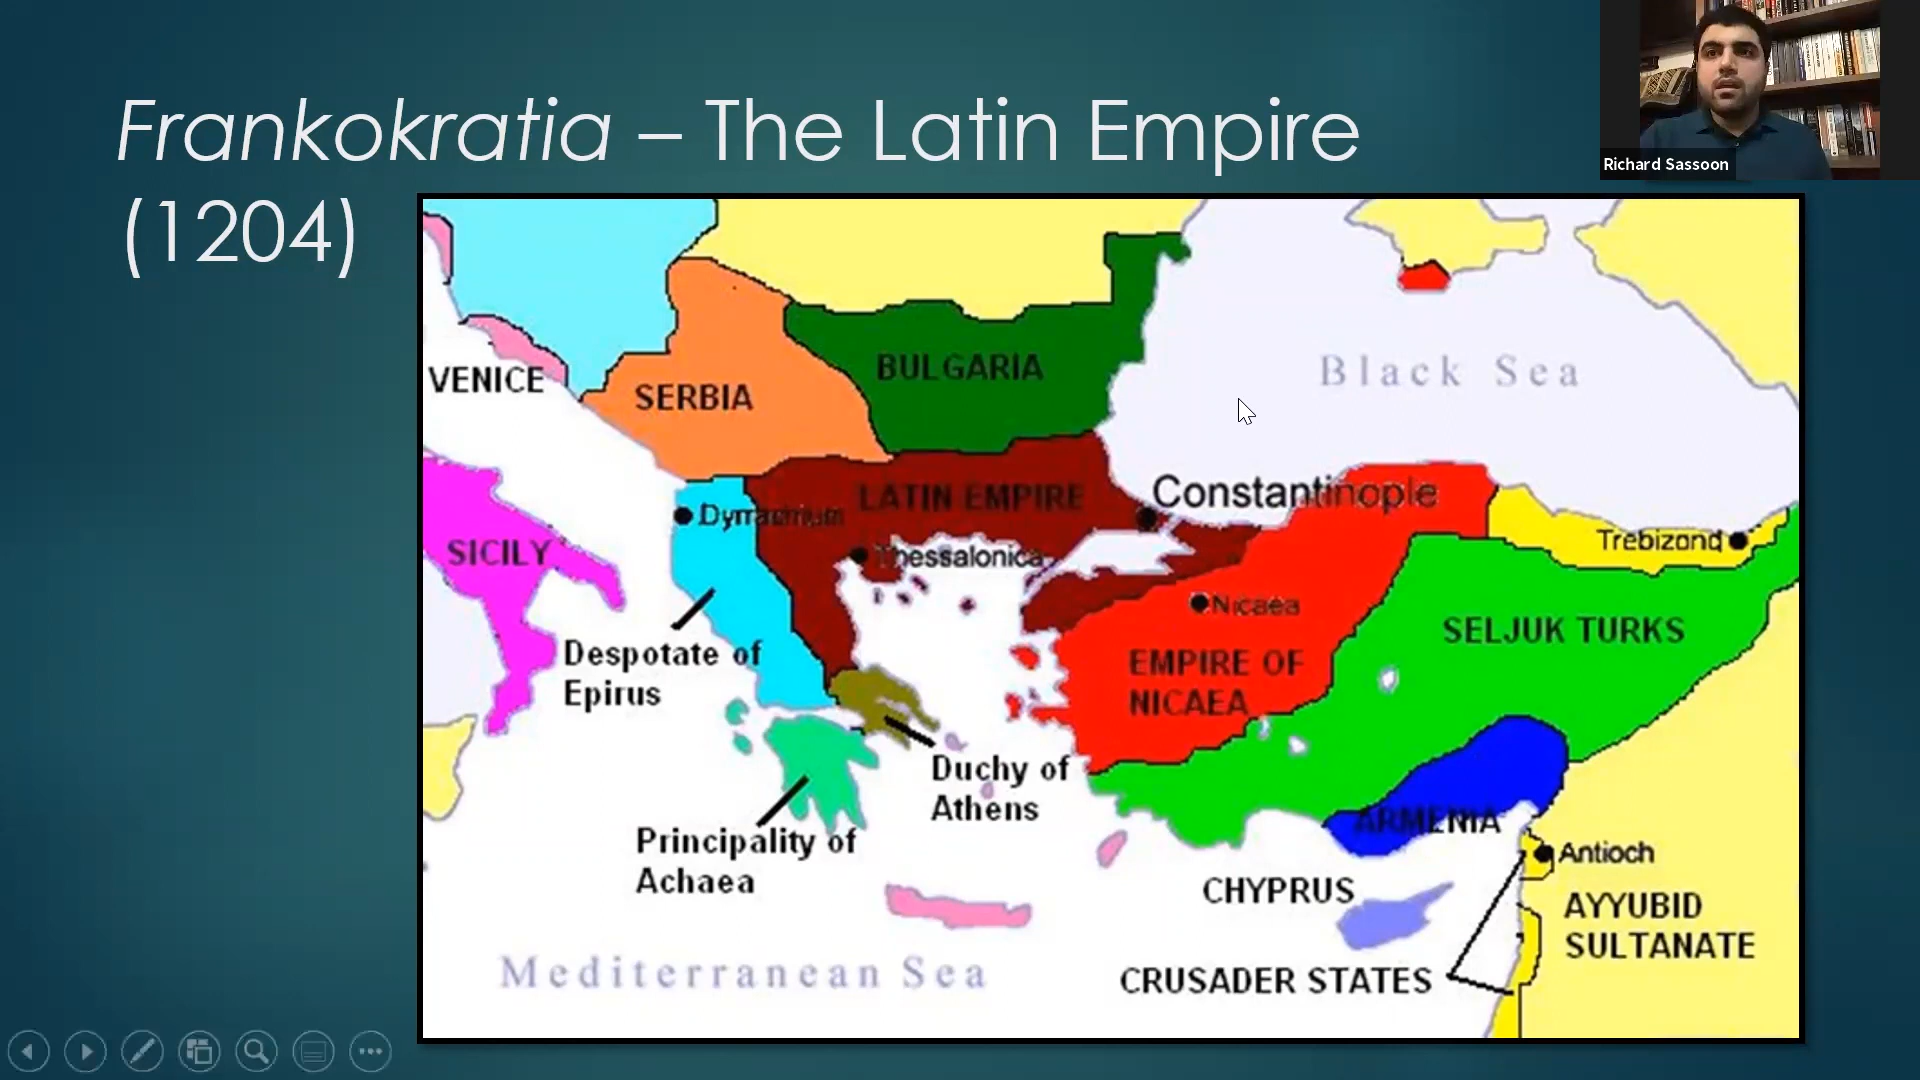 Frankokratia – The Latin Empire
(1204)
Richard Sassoon
VENICE
SERBIA
BULGARIA
Black Sea
LATIN EMPIRE
Constantinople
Dyrrachium
Thessalonica
Trebizond
SICILY
Nicaea
SELJUK TURKS
Despotate of
Epirus
EMPIRE OF
NICAEA
Duchy of
Athens
Principality of
Achaea
ARMENIA
Antioch
CHYPRUS
AYYUBID
SULTANATE
Mediterranean Sea
CRUSADER STATES